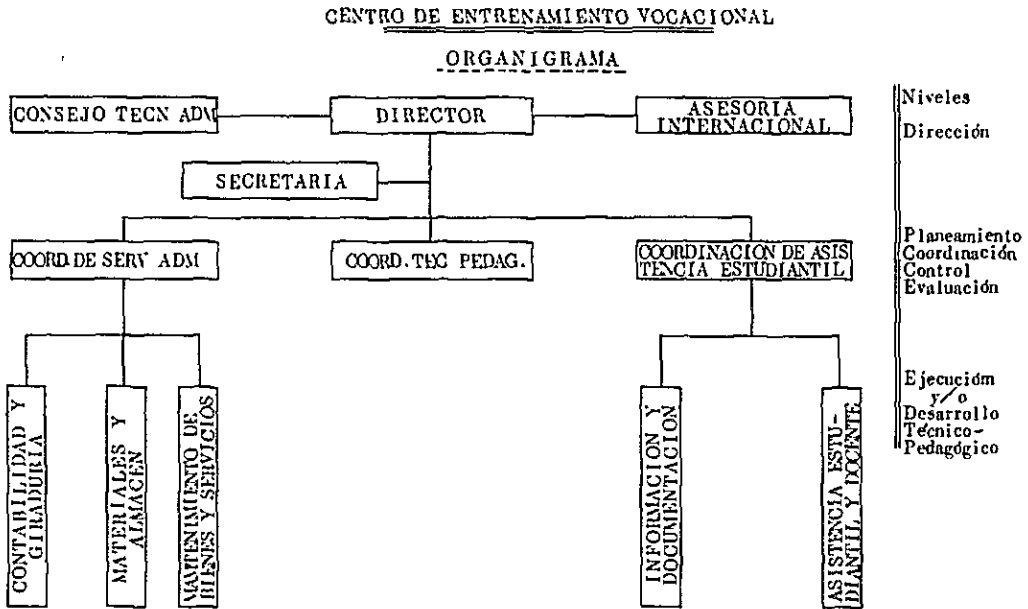 CENTRO DE ENTRENAMIENTO VOCACIONAL
ORGANIGRAMA
CONSEJO TECN ADM
DIRECTOR
ASESORIA
INTERNACIONAL
Niveles
Dirección
SECRETARIA
COORD.DE SERV ADM
COORD.TEC PEDAG.
COORDINACION DE ASIS
TENCIA ESTUDIANTIL
Planeamiento
Coordinación
Control
Evaluación
CONTABILIDAD Y
GIRADURIA
MATERIALES Y
ALMACEN
MANTENIMIENTO DE
BIENES Y SERVICIOS
INFORMACION Y
DOCUMENTACION
ASISTENCIA ESTU-
DIANTIL Y DOCENTE
Ejecucióm
y/o
Desarrollo
Técnico-
Pedagógico